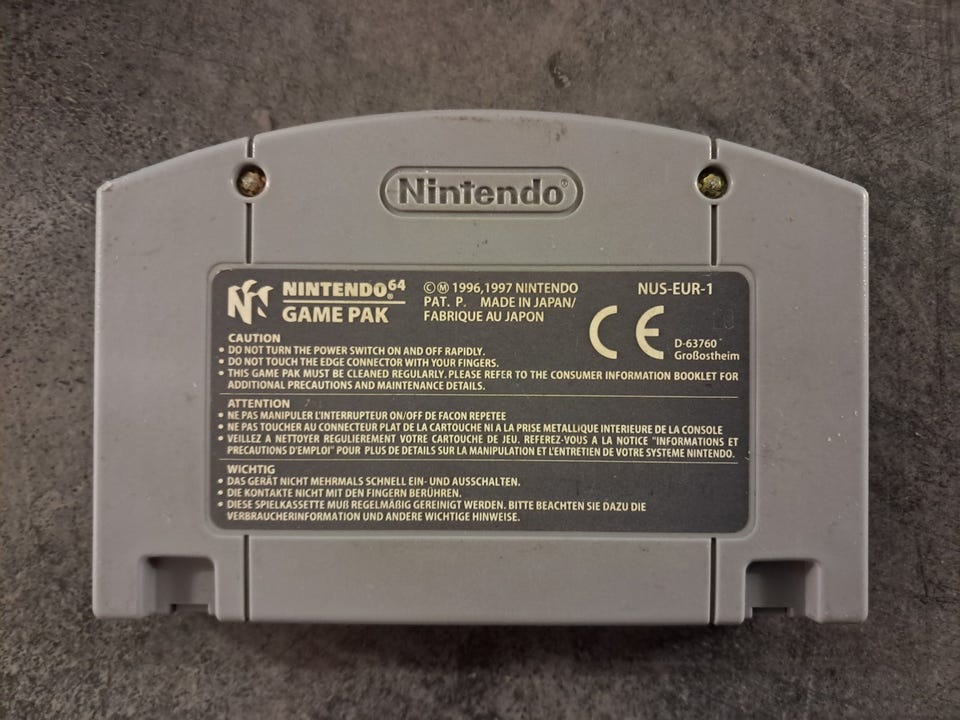 Nintendo®
NINTENDO64®
GAME PAK
©Ⓜ 1996,1997 NINTENDO
PAT. P. MADE IN JAPAN/
FABRIQUE AU JAPON
NUS-EUR-1
CE
D-63760
Großostheim
CAUTION
• DO NOT TURN THE POWER SWITCH ON AND OFF RAPIDLY.
• DO NOT TOUCH THE EDGE CONNECTOR WITH YOUR FINGERS.
• THIS GAME PAK MUST BE CLEANED REGULARLY. PLEASE REFER TO THE CONSUMER INFORMATION BOOKLET FOR
ADDITIONAL PRECAUTIONS AND MAINTENANCE DETAILS.
ATTENTION
• NE PAS MANIPULER L'INTERRUPTEUR ON/OFF DE FACON REPETEE
• NE PAS TOUCHER AU CONNECTEUR PLAT DE LA CARTOUCHE NI A LA PRISE METALLIQUE INTERIEURE DE LA CONSOLE
• VEILLEZ A NETTOYER REGULIEREMENT VOTRE CARTOUCHE DE JEU. REFEREZ-VOUS A LA NOTICE "INFORMATIONS ET
PRECAUTIONS D'EMPLOI" POUR PLUS DE DETAILS SUR LA MANIPULATION ET L'ENTRETIEN DE VOTRE SYSTEME NINTENDO.
WICHTIG
• DAS GERÄT NICHT MEHRMALS SCHNELL EIN- UND AUSSCHALTEN.
• DIE KONTAKTE NICHT MIT DEN FINGERN BERÜHREN.
• DIESE SPIELKASSETTE MUß REGELMÄßIG GEREINIGT WERDEN. BITTE BEACHTEN SIE DAZU DIE
VERBRAUCHERINFORMATION UND ANDERE WICHTIGE HINWEISE.